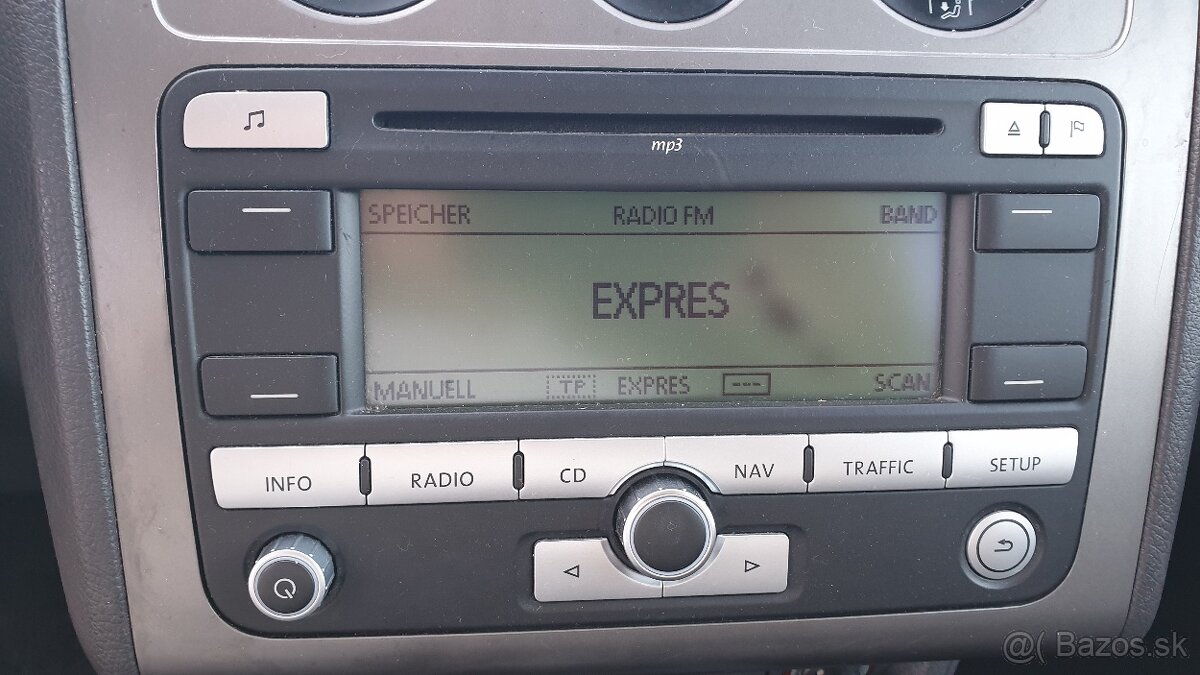 mp3
SPEICHER RADIO FM BAND
EXPRES
MANUELL TP EXPRES --- SCAN
INFO RADIO CD NAV TRAFFIC SETUP
@( Bazos.sk